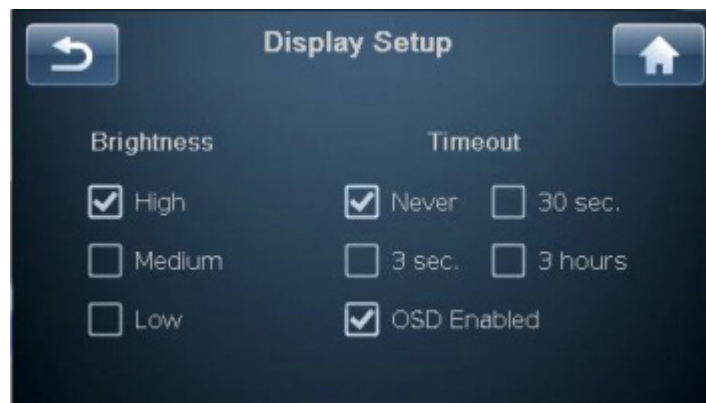 Display Setup
Brightness Timeout
High Never 30 sec.
Medium 3 sec. 3 hours
Low OSD Enabled